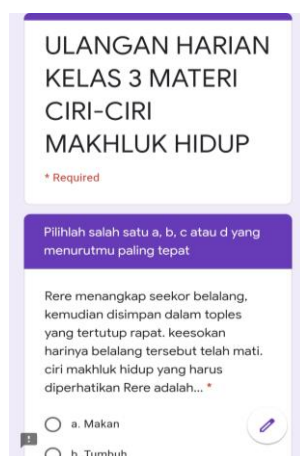 ULANGAN HARIAN
KELAS 3 MATERI
CIRI-CIRI
MAKHLUK HIDUP
* Required
Pilihlah salah satu a, b, c atau d yang
menurutmu paling tepat
Rere menangkap seekor belalang,
kemudian disimpan dalam toples
yang tertutup rapat. keesokan
harinya belalang tersebut telah mati.
ciri makhluk hidup yang harus
diperhatikan Rere adalah... *
a. Makan
b. Tumbuh